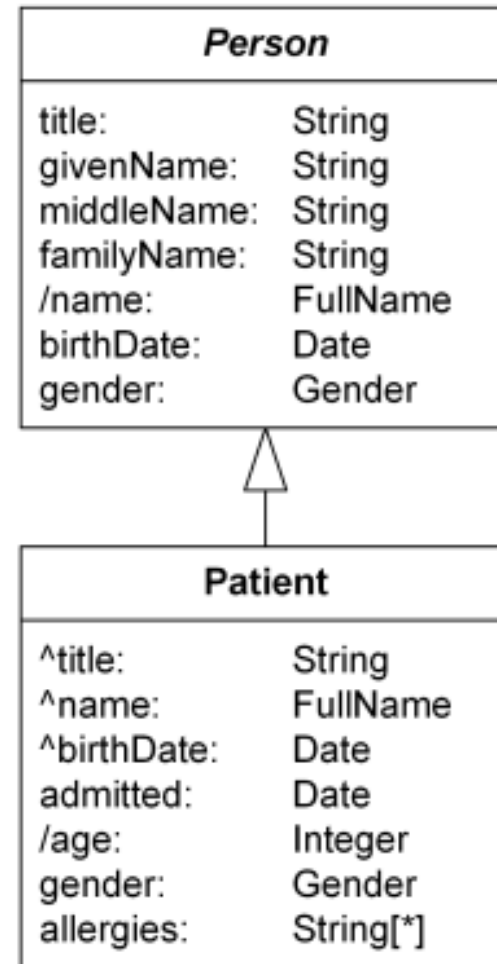 Person
title: String
givenName: String
middleName: String
familyName: String
/name: FullName
birthDate: Date
gender: Gender
Patient
^title: String
^name: FullName
^birthDate: Date
admitted: Date
/age: Integer
gender: Gender
allergies: String[*]